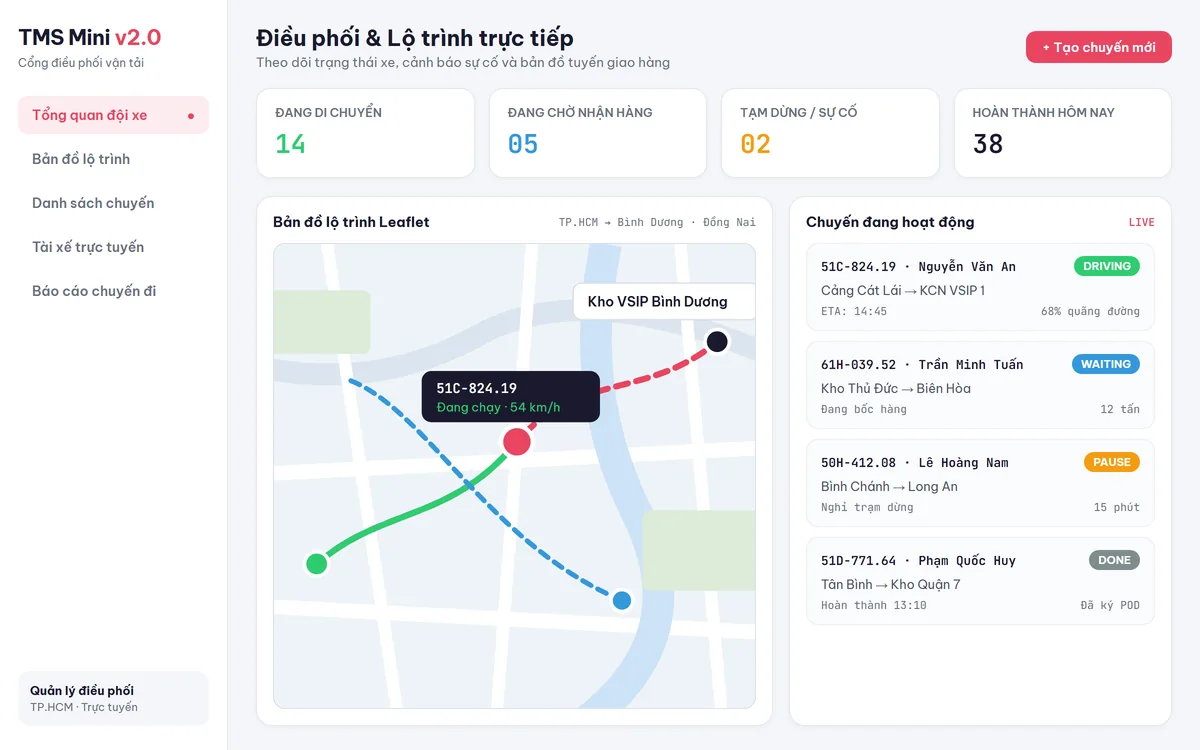 TMS Mini v2.0
Cổng điều phối vận tải
Tổng quan đội xe
Bản đồ lộ trình
Danh sách chuyến
Tài xế trực tuyến
Báo cáo chuyến đi
Quản lý điều phối
TP.HCM · Trực tuyến
Điều phối & Lộ trình trực tiếp
Theo dõi trạng thái xe, cảnh báo sự cố và bản đồ tuyến giao hàng
+ Tạo chuyến mới
ĐANG DI CHUYỂN
14
ĐANG CHỜ NHẬN HÀNG
05
TẠM DỪNG / SỰ CỐ
02
HOÀN THÀNH HÔM NAY
38
Bản đồ lộ trình Leaflet
TP.HCM → Bình Dương · Đồng Nai
Kho VSIP Bình Dương
51C-824.19
Đang chạy · 54 km/h
Chuyến đang hoạt động
LIVE
51C-824.19 · Nguyễn Văn An
DRIVING
Cảng Cát Lái → KCN VSIP 1
ETA: 14:45
68% quãng đường
61H-039.52 · Trần Minh Tuấn
WAITING
Kho Thủ Đức → Biên Hòa
Đang bốc hàng
12 tấn
50H-412.08 · Lê Hoàng Nam
PAUSE
Bình Chánh → Long An
Nghỉ trạm dừng
15 phút
51D-771.64 · Phạm Quốc Huy
DONE
Tân Bình → Kho Quận 7
Hoàn thành 13:10
Đã ký POD